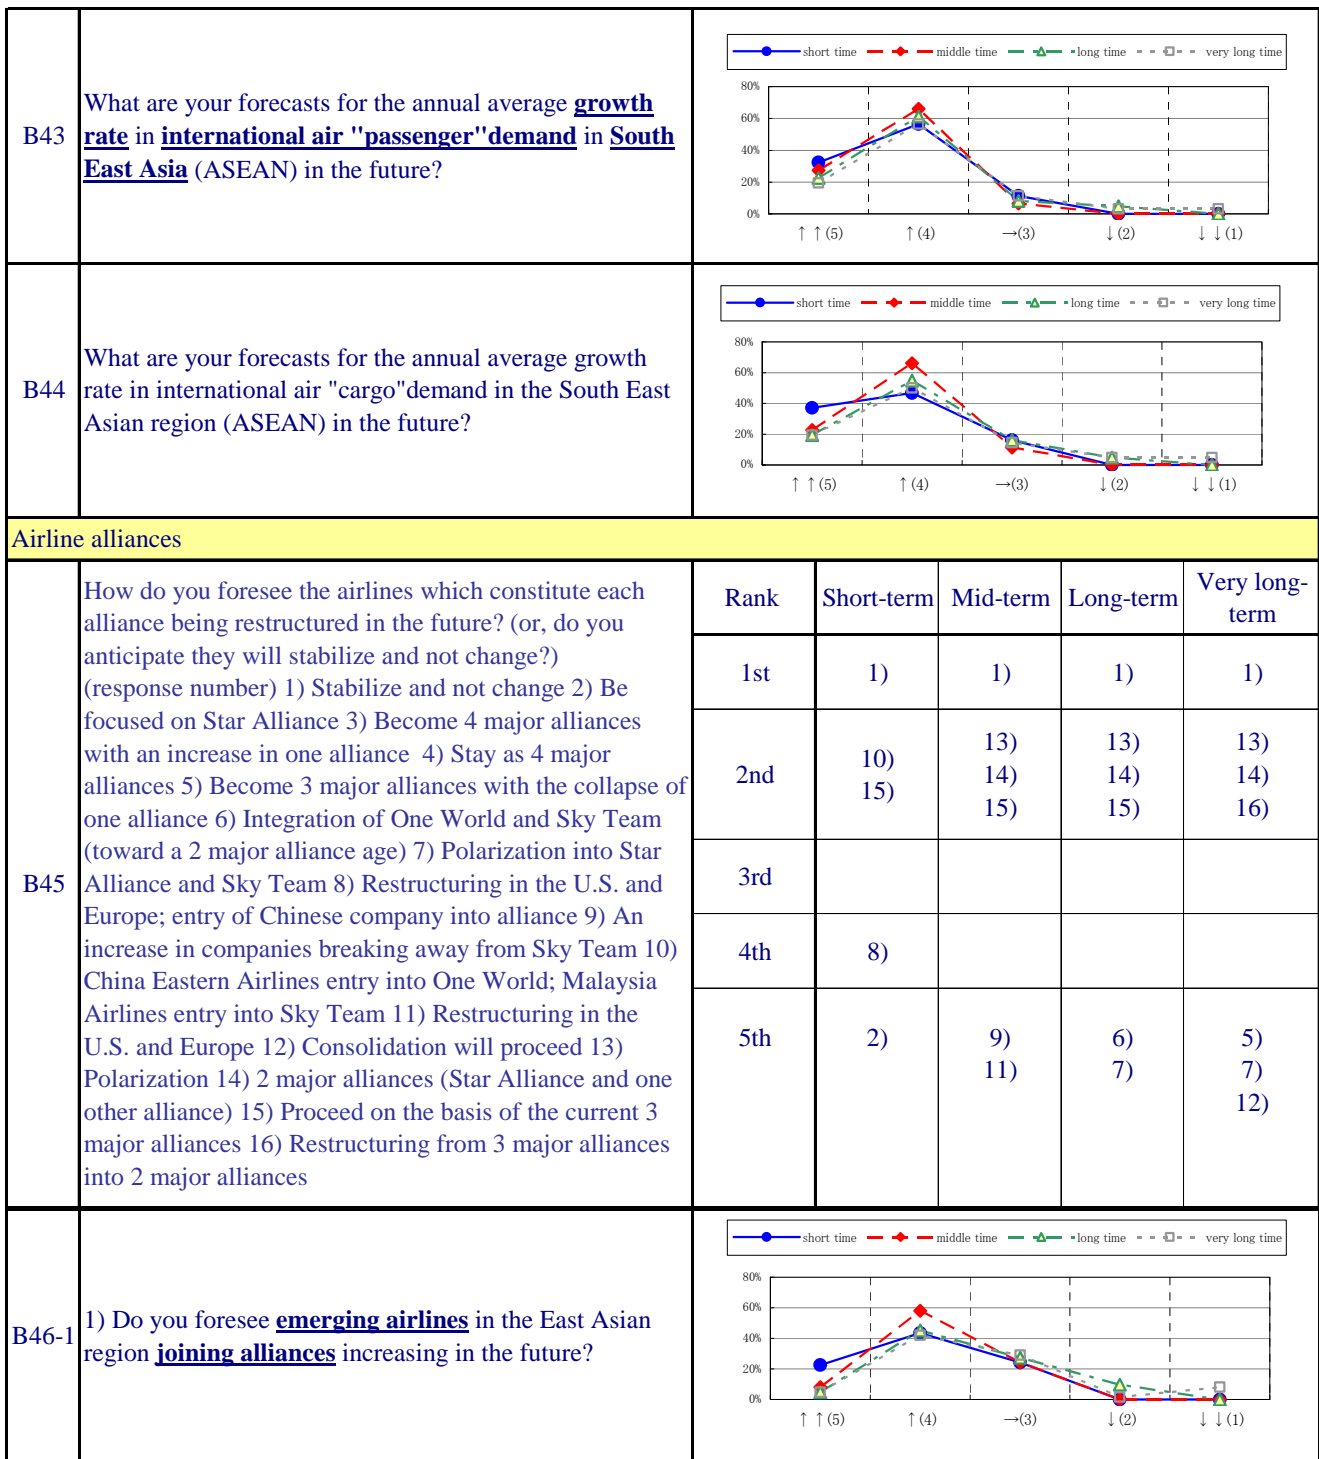 short time middle time long time very long time
80%
60%
40%
20%
0%
↑ ↑(5) ↑(4) →(3) ↓(2) ↓ ↓(1)
B43
What are your forecasts for the annual average growth
rate in international air "passenger"demand in South
East Asia (ASEAN) in the future?
short time middle time long time very long time
80%
60%
40%
20%
0%
↑ ↑(5) ↑(4) →(3) ↓(2) ↓ ↓(1)
B44
What are your forecasts for the annual average growth
rate in international air "cargo"demand in the South East
Asian region (ASEAN) in the future?
Airline alliances
B45
How do you foresee the airlines which constitute each
alliance being restructured in the future? (or, do you
anticipate they will stabilize and not change?)
(response number) 1) Stabilize and not change 2) Be
focused on Star Alliance 3) Become 4 major alliances
with an increase in one alliance 4) Stay as 4 major
alliances 5) Become 3 major alliances with the collapse of
one alliance 6) Integration of One World and Sky Team
(toward a 2 major alliance age) 7) Polarization into Star
Alliance and Sky Team 8) Restructuring in the U.S. and
Europe; entry of Chinese company into alliance 9) An
increase in companies breaking away from Sky Team 10)
China Eastern Airlines entry into One World; Malaysia
Airlines entry into Sky Team 11) Restructuring in the
U.S. and Europe 12) Consolidation will proceed 13)
Polarization 14) 2 major alliances (Star Alliance and one
other alliance) 15) Proceed on the basis of the current 3
major alliances 16) Restructuring from 3 major alliances
into 2 major alliances
Rank Short-term Mid-term Long-term Very long-
term
1st 1) 1) 1) 1)
2nd 10) 13) 13) 13)
15) 14) 14) 14)
15) 15) 16)
3rd
4th 8)
5th 2) 9) 6) 5)
11) 7) 7)
12)
B46-1
1) Do you foresee emerging airlines in the East Asian
region joining alliances increasing in the future?
short time middle time long time very long time
80%
60%
40%
20%
0%
↑ ↑(5) ↑(4) →(3) ↓(2) ↓ ↓(1)